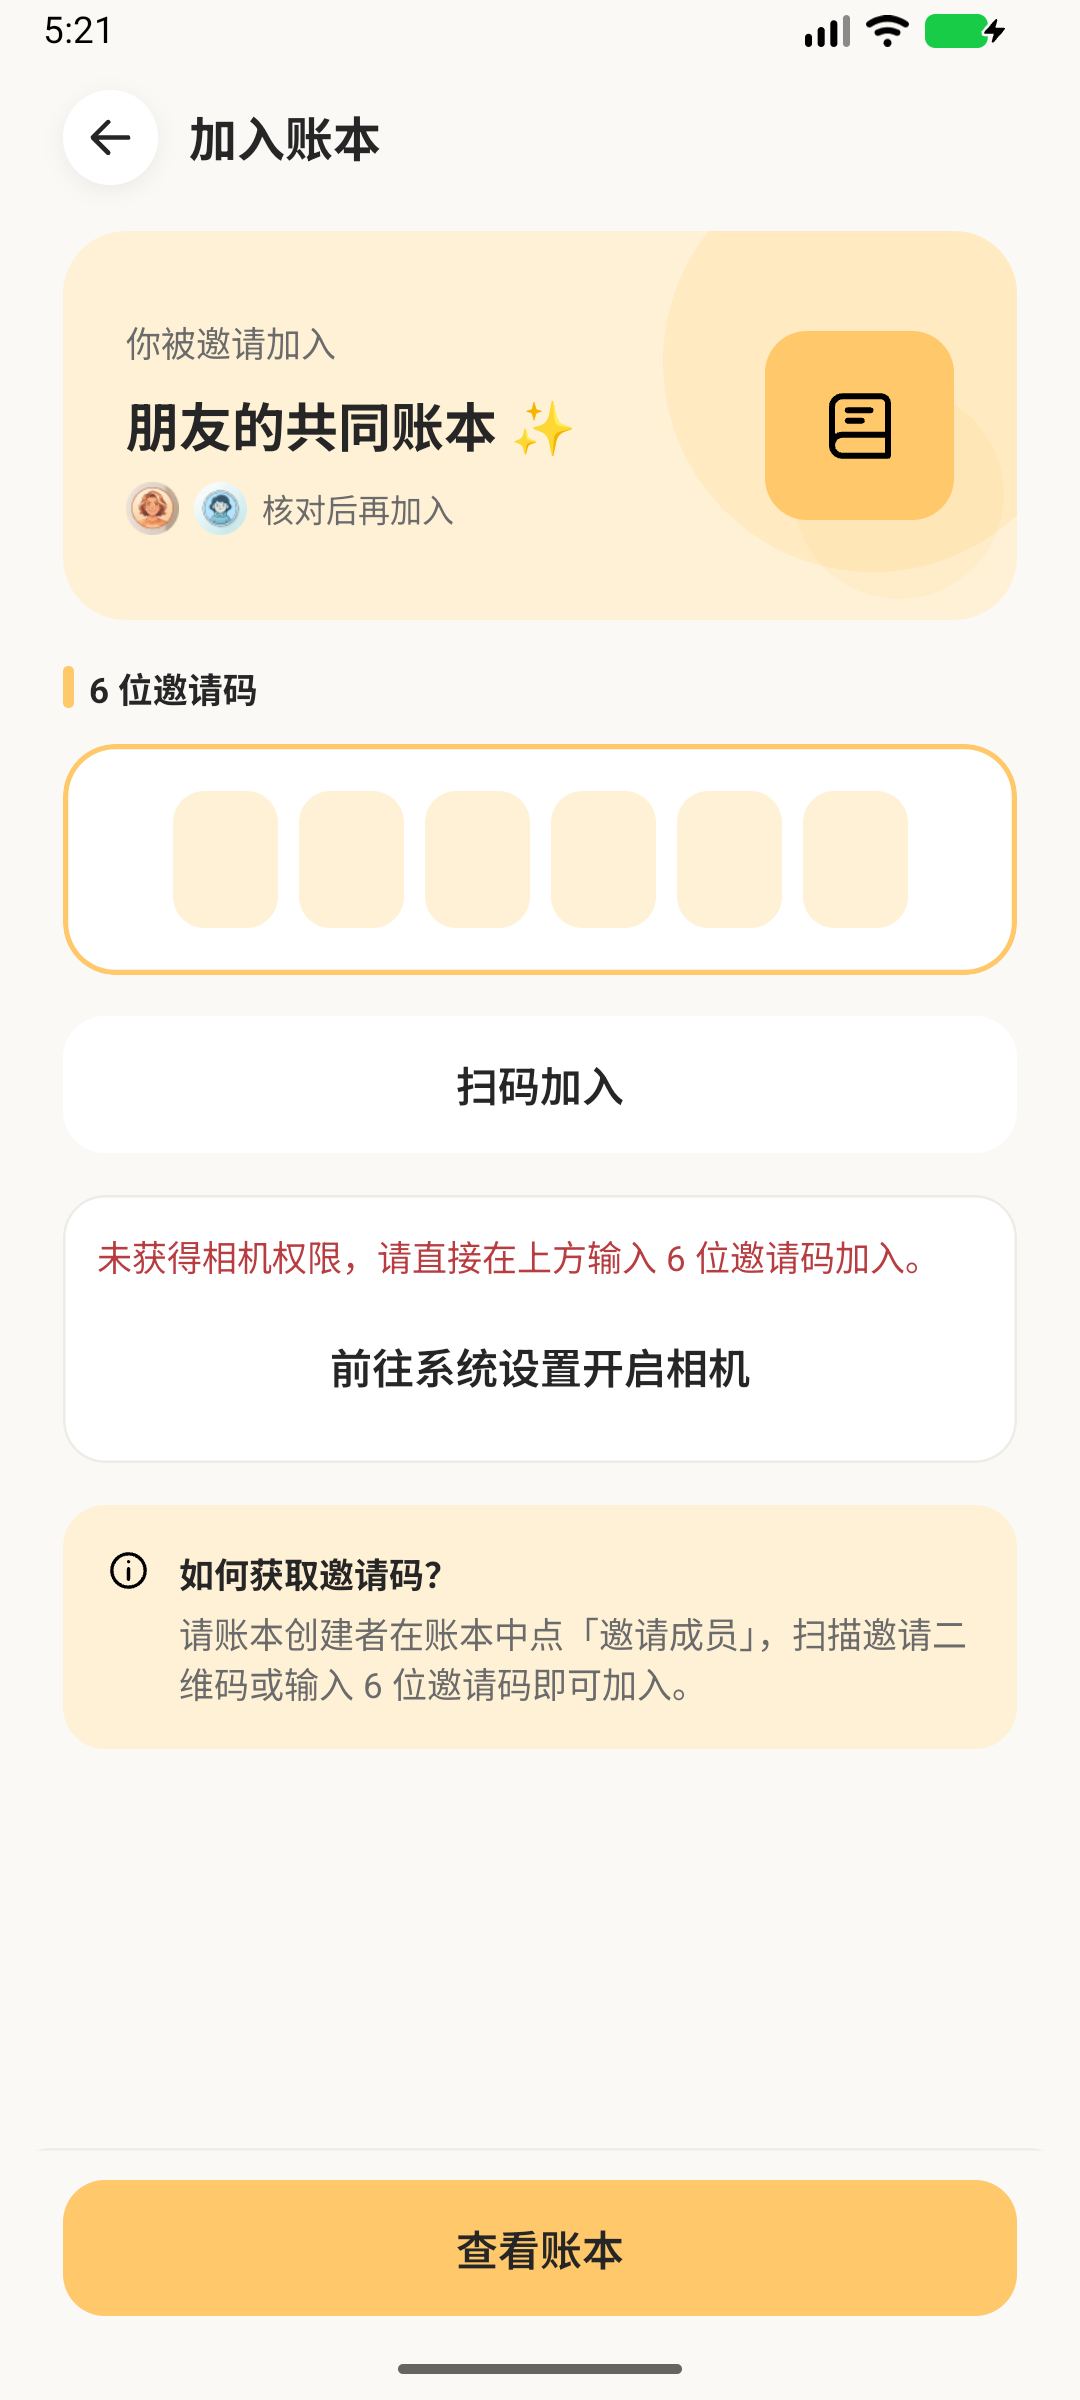 5:21
加入账本
你被邀请加入
朋友的共同账本 ✨
核对后再加入
6 位邀请码
扫码加入
未获得相机权限，请直接在上方输入 6 位邀请码加入。
前往系统设置开启相机
如何获取邀请码？
请账本创建者在账本中点「邀请成员」，扫描邀请二
维码或输入 6 位邀请码即可加入。
查看账本